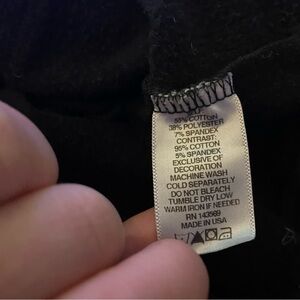 55% COTTON
38% POLYESTER
7% SPANDEX
CONTRAST:
95% COTTON
5% SPANDEX
EXCLUSIVE OF
DECORATION
MACHINE WASH
COLD SEPARATELY
DO NOT BLEACH
TUMBLE DRY LOW
WARM IRON IF NEEDED
RN 143569
MADE IN USA